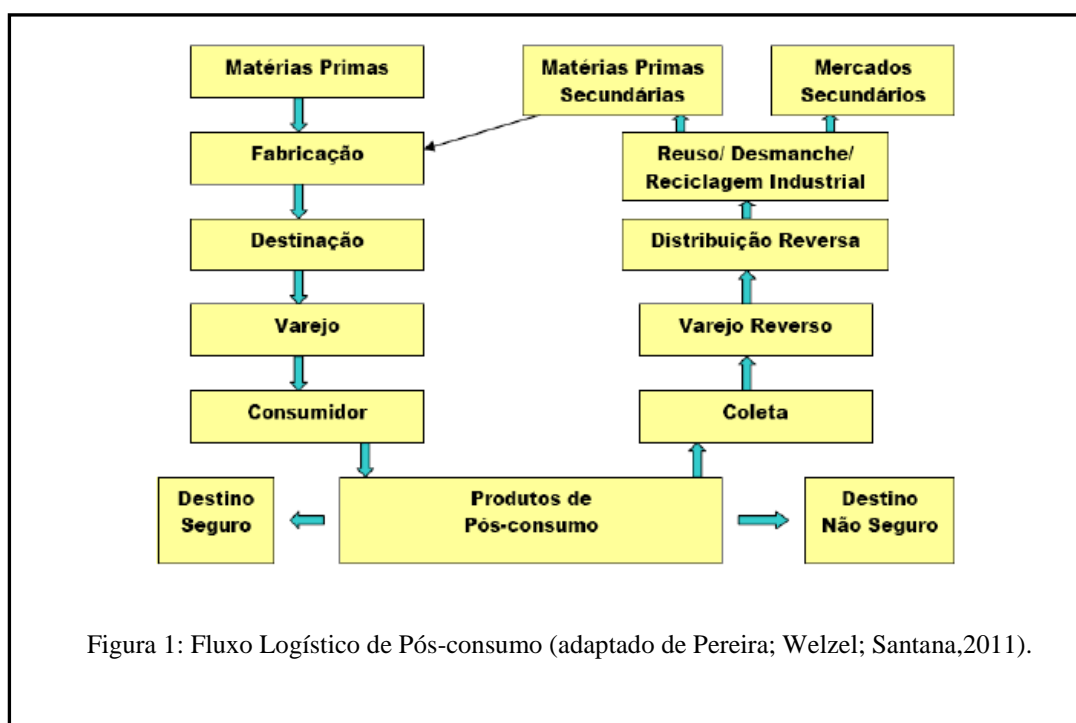 Matérias Primas
Fabricação
Destinação
Varejo
Consumidor
Produtos de
Pós-consumo
Destino
Seguro
Destino
Não Seguro
Coleta
Varejo Reverso
Distribuição Reversa
Reuso/ Desmanche/
Reciclagem Industrial
Matérias Primas
Secundárias
Mercados
Secundários
Figura 1: Fluxo Logístico de Pós-consumo (adaptado de Pereira; Welzel; Santana,2011).